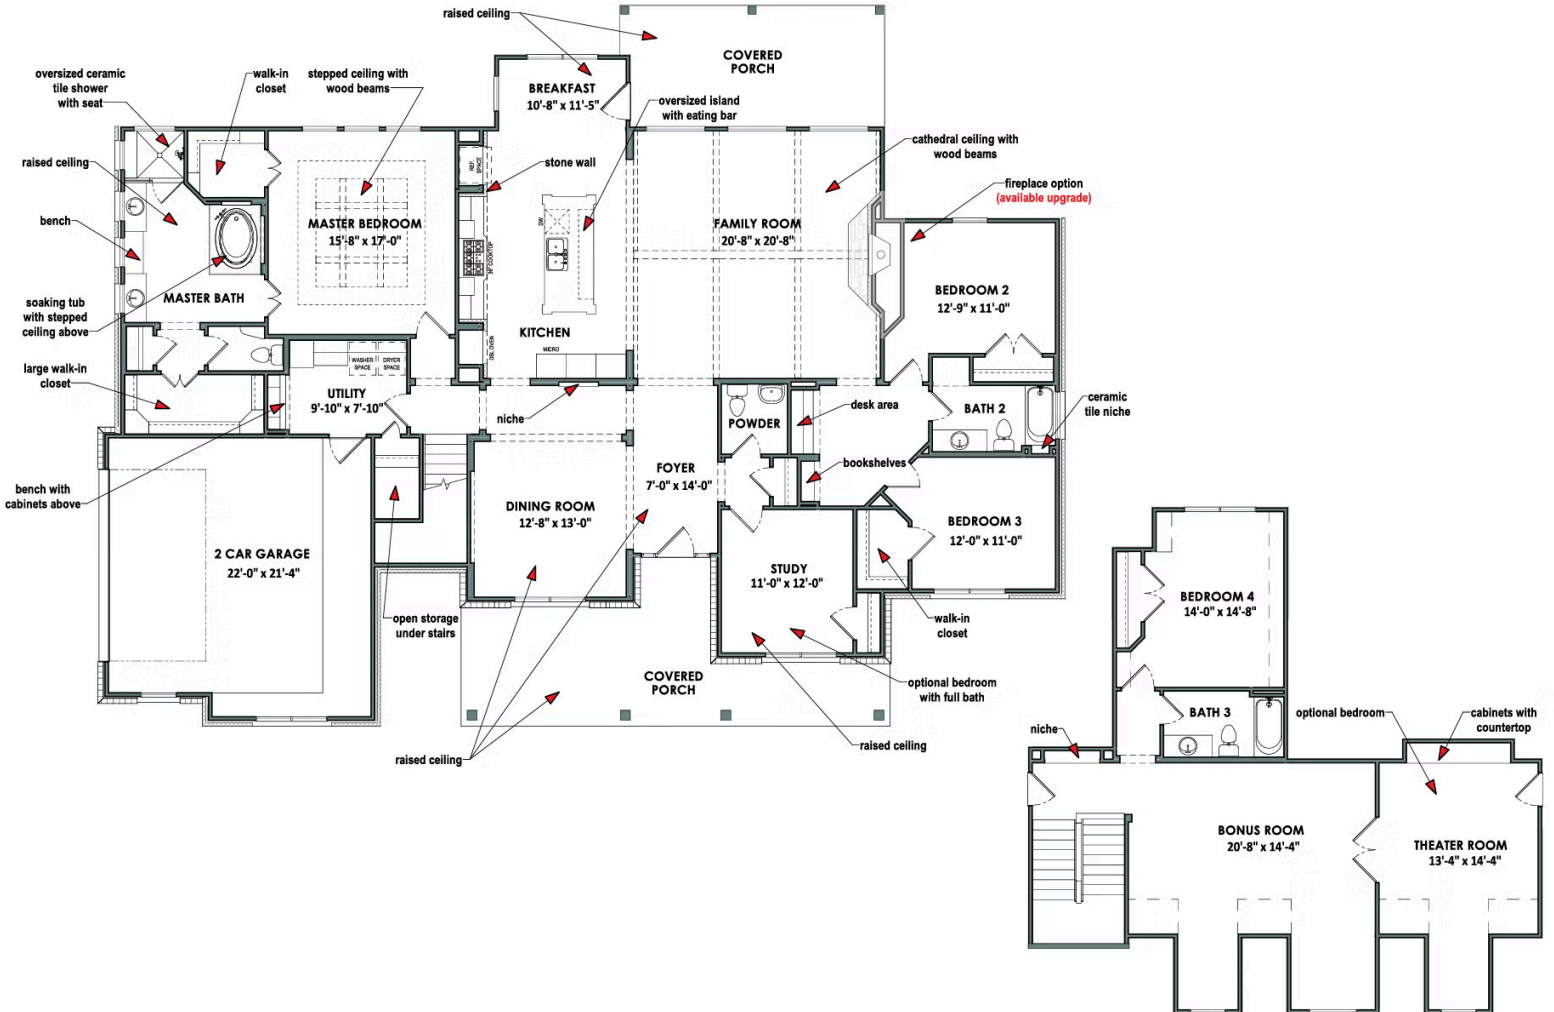 raised ceiling
COVERED
PORCH
oversized ceramic
tile shower
with seat
walk-in
closet
stepped ceiling with
wood beams
BREAKFAST
10'-8" x 11'-5"
oversized island
with eating bar
raised ceiling
REF.
SPACE
stone wall
cathedral ceiling with
wood beams
fireplace option
(available upgrade)
bench
MASTER BEDROOM
15'-8" x 17'-0"
DW
36" COOKTOP
FAMILY ROOM
20'-8" x 20'-8"
soaking tub
with stepped
ceiling above
MASTER BATH
BEDROOM 2
12'-9" x 11'-0"
KITCHEN
DBL OVEN
MICRO
large walk-in
closet
WASHER
SPACE
DRYER
SPACE
UTILITY
9'-10" x 7'-10"
niche
POWDER
desk area
BATH 2
ceramic
tile niche
bench with
cabinets above
bookshelves
FOYER
7'-0" x 14'-0"
DINING ROOM
12'-8" x 13'-0"
BEDROOM 3
12'-0" x 11'-0"
2 CAR GARAGE
22'-0" x 21'-4"
STUDY
11'-0" x 12'-0"
open storage
under stairs
walk-in
closet
COVERED
PORCH
optional bedroom
with full bath
raised ceiling
raised ceiling
BEDROOM 4
14'-0" x 14'-8"
BATH 3
niche
optional bedroom
cabinets with
countertop
BONUS ROOM
20'-8" x 14'-4"
THEATER ROOM
13'-4" x 14'-4"